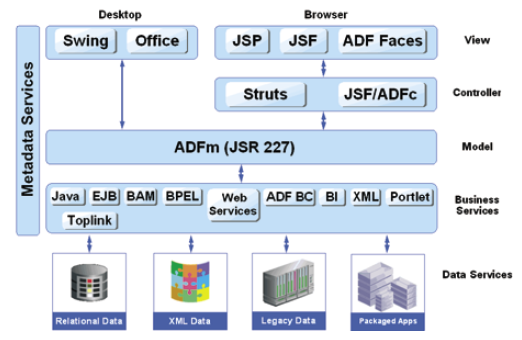 Desktop
Browser
Metadata Services
Swing
Office
JSP
JSF
ADF Faces
View
Struts
JSF/ADFc
Controller
ADFm (JSR 227)
Model
Java
EJB
BAM
BPEL
Web
Services
ADF BC
BI
XML
Portlet
Toplink
Business
Services
Data Services
Relational Data
XML Data
Legacy Data
Packaged Apps